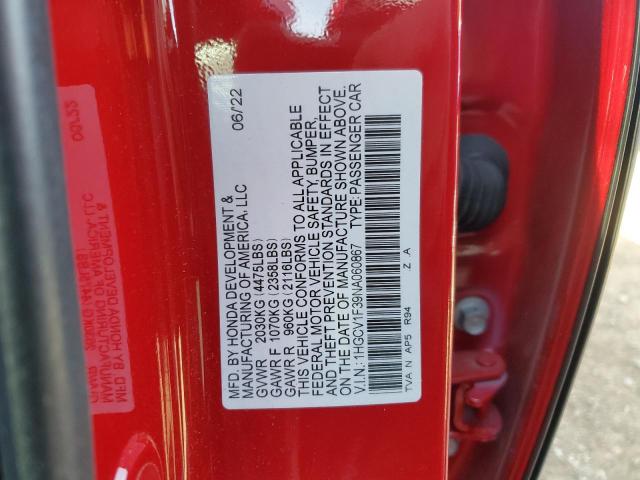 MFD. BY HONDA DEVELOPMENT & 06/22
MANUFACTURING OF AMERICA, LLC
GVWR 2030KG (4475LBS)
GAWR F 1070KG (2358LBS)
GAWR R 960KG (2116LBS)
THIS VEHICLE CONFORMS TO ALL APPLICABLE
FEDERAL MOTOR VEHICLE SAFETY, BUMPER,
AND THEFT PREVENTION STANDARDS IN EFFECT
ON THE DATE OF MANUFACTURE SHOWN ABOVE.
V.I.N.: 1HGCV1F39NA060867 TYPE: PASSENGER CAR
TVA N AP5 R94 .Z .A